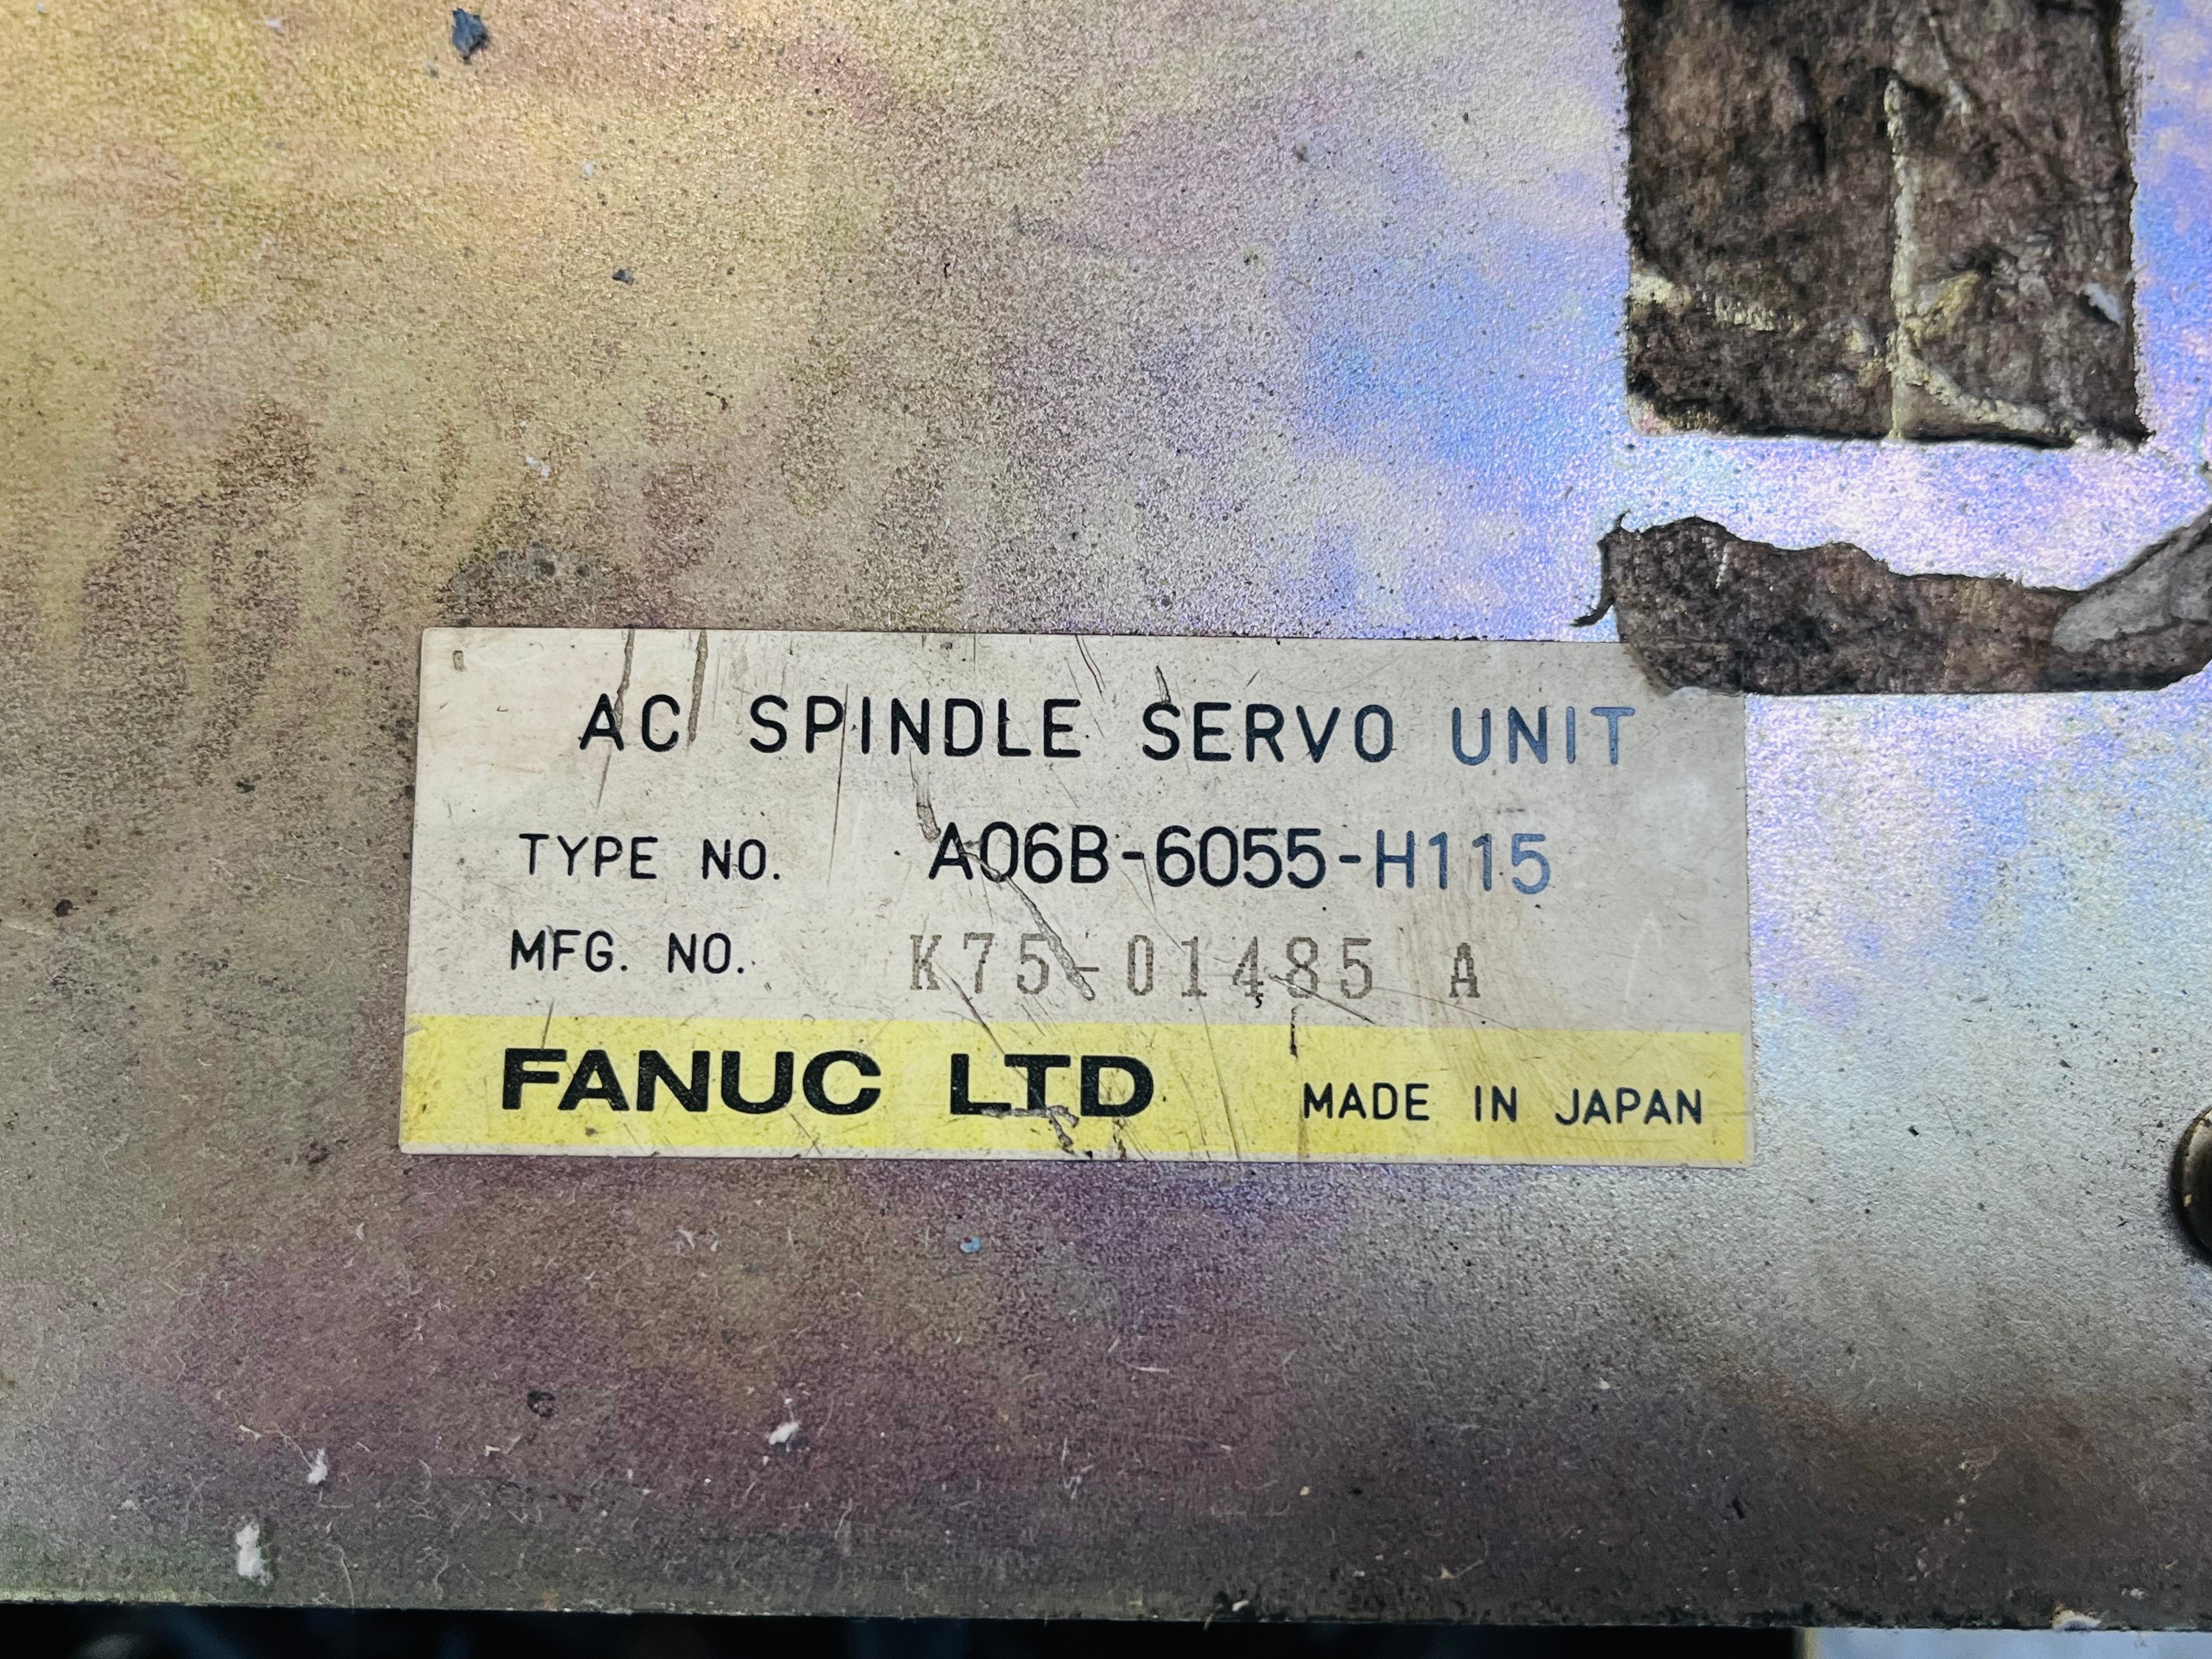 AC SPINDLE SERVO UNIT
TYPE NO. A06B-6055-H115
MFG. NO. K75-01485 A
FANUC LTD MADE IN JAPAN